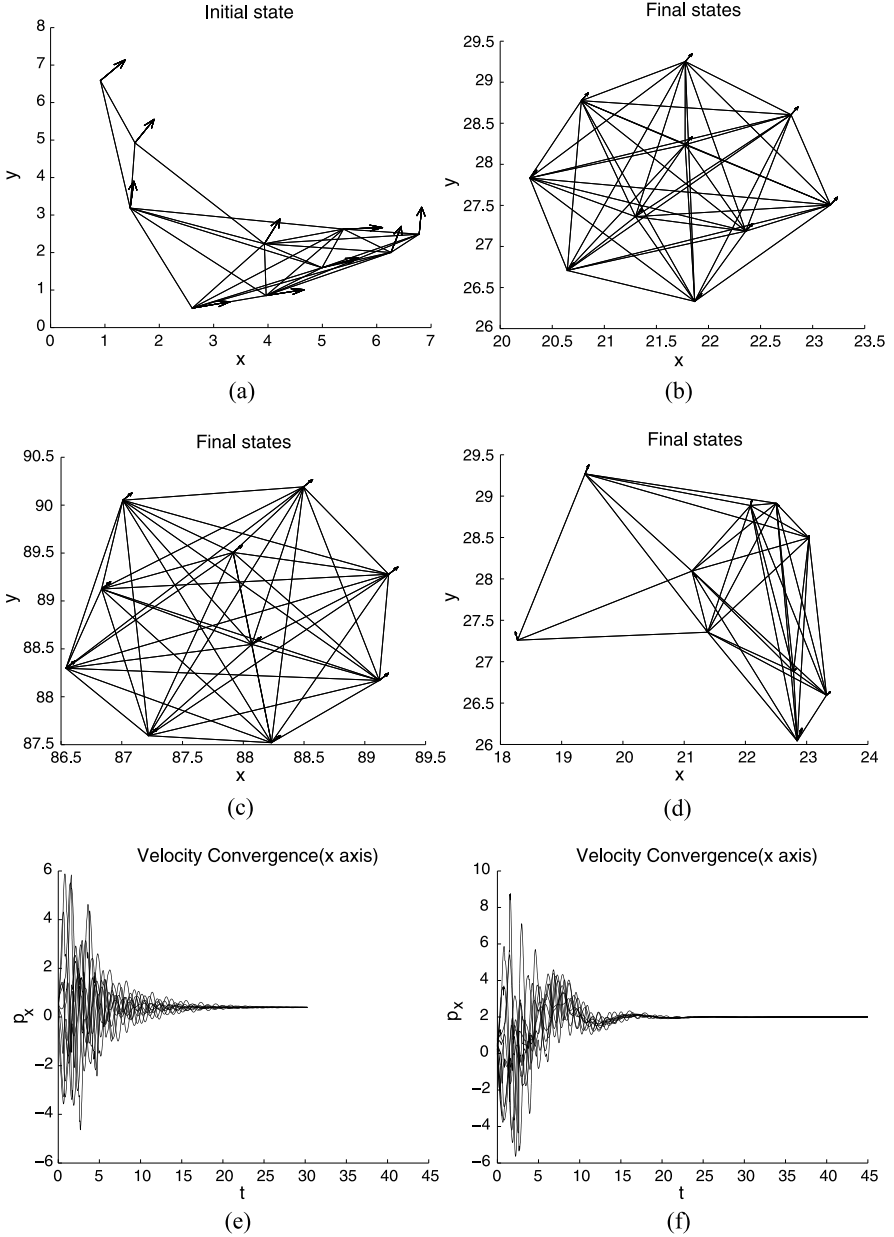 Initial state
8
7
6
5
4
3
2
1
0
y
0 1 2 3 4 5 6 7
x
(a)
Final states
29.5
29
28.5
28
27.5
27
26.5
26
y
20 20.5 21 21.5 22 22.5 23 23.5
x
(b)
Final states
90.5
90
89.5
89
88.5
88
87.5
y
86.5 87 87.5 88 88.5 89 89.5
x
(c)
Final states
29.5
29
28.5
28
27.5
27
26.5
26
y
18 19 20 21 22 23 24
x
(d)
Velocity Convergence(x axis)
6
4
2
0
−2
−4
−6
px
0 5 10 15 20 25 30 35 40 45
t
(e)
Velocity Convergence(x axis)
10
8
6
4
2
0
−2
−4
−6
px
0 5 10 15 20 25 30 35 40 45
t
(f)